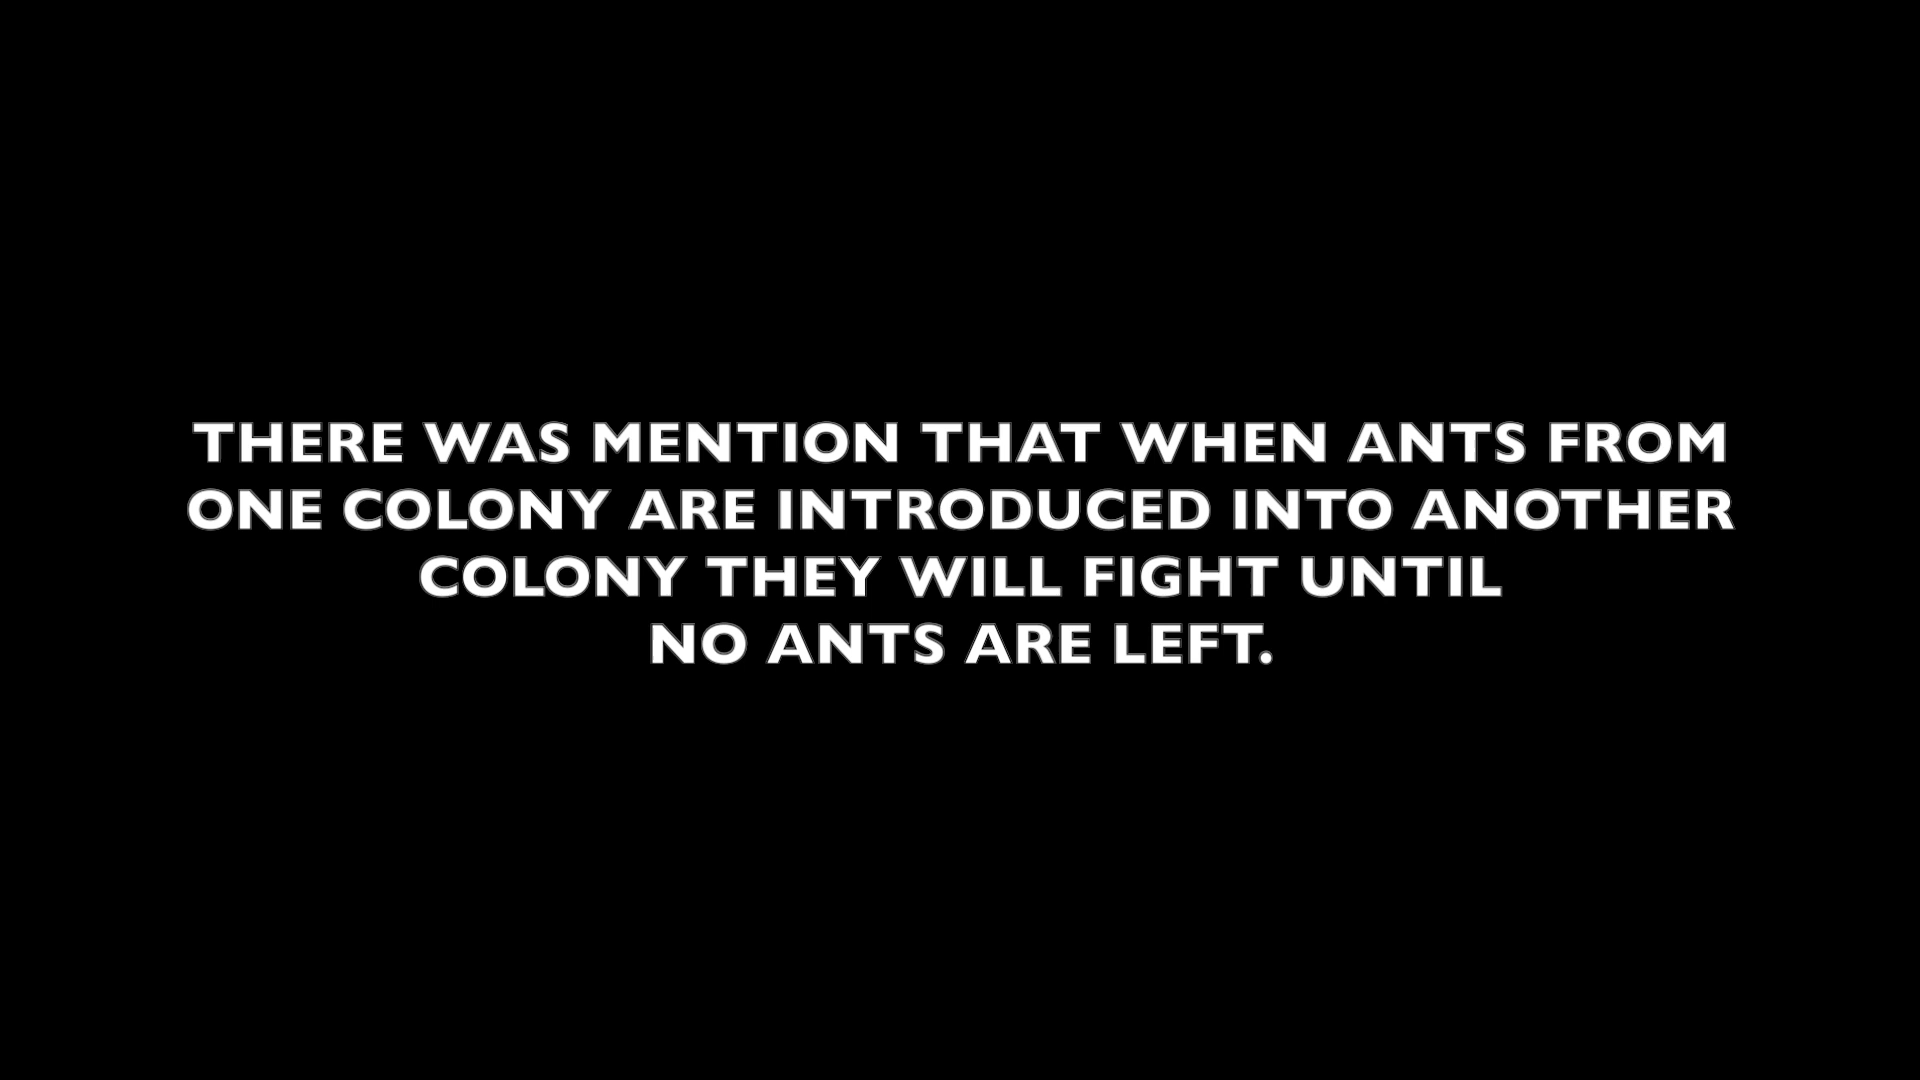 THERE WAS MENTION THAT WHEN ANTS FROM
ONE COLONY ARE INTRODUCED INTO ANOTHER
COLONY THEY WILL FIGHT UNTIL
NO ANTS ARE LEFT.